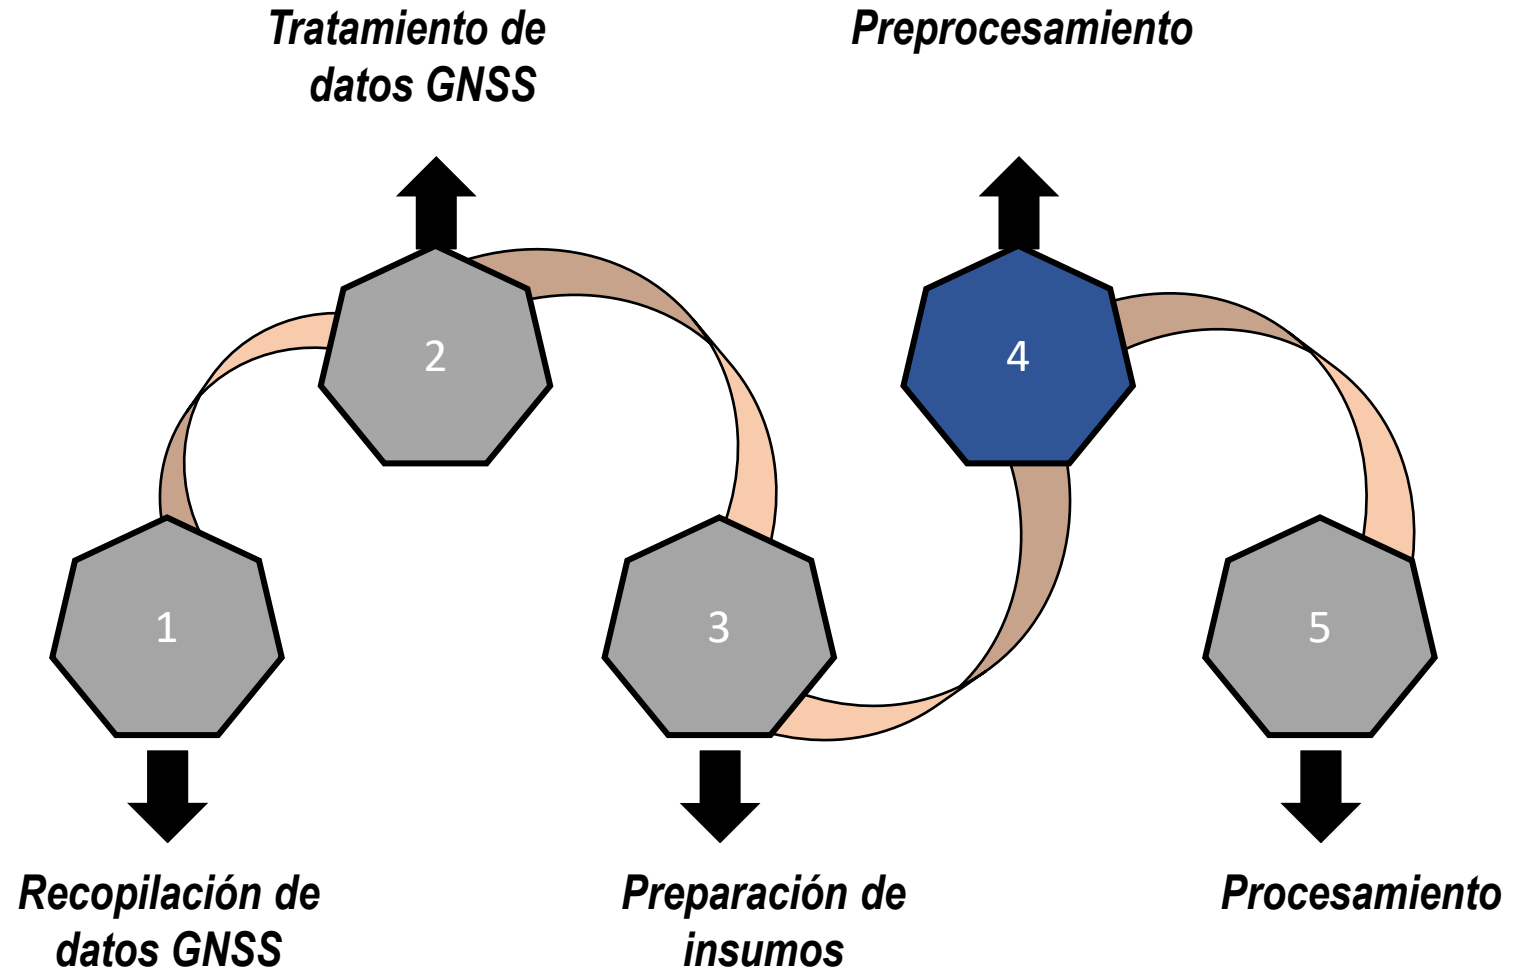 Tratamiento de
datos GNSS
Preprocesamiento
2
4
1
3
5
Recopilación de
datos GNSS
Preparación de
insumos
Procesamiento